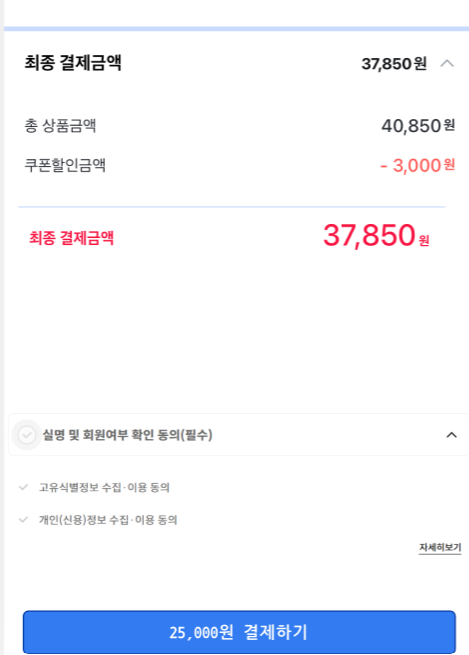 최종 결제금액 37,850원
총 상품금액 40,850원
쿠폰할인금액 - 3,000원
최종 결제금액 37,850원
실명 및 회원여부 확인 동의(필수)
고유식별정보 수집·이용 동의
개인(신용)정보 수집·이용 동의
자세히보기
25,000원 결제하기